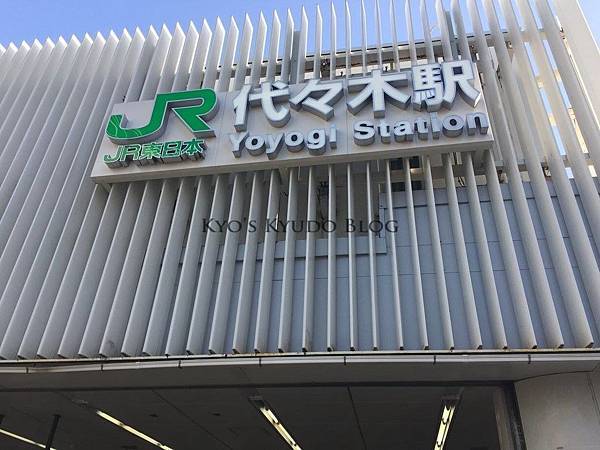 JR 代々木駅
JR東日本 Yoyogi Station
KYO'S KYUDO BLOG